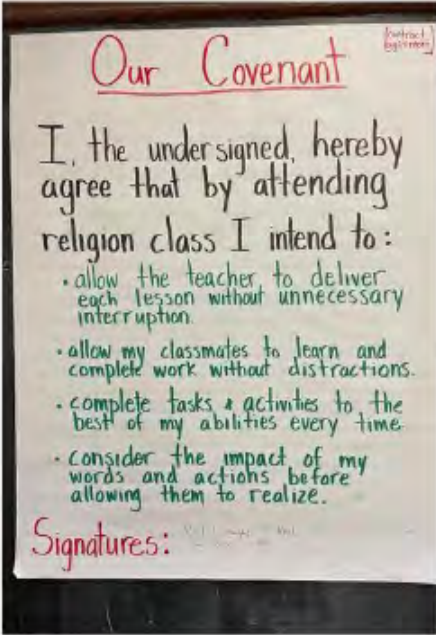 Our Covenant
I, the undersigned, hereby
agree that by attending
religion class I intend to:
• allow the teacher to deliver
each lesson without unnecessary
interruption.
• allow my classmates to learn and
complete work without distractions.
• complete tasks & activities to the
best of my abilities every time.
• consider the impact of my
words and actions before
allowing them to realize.
Signatures: